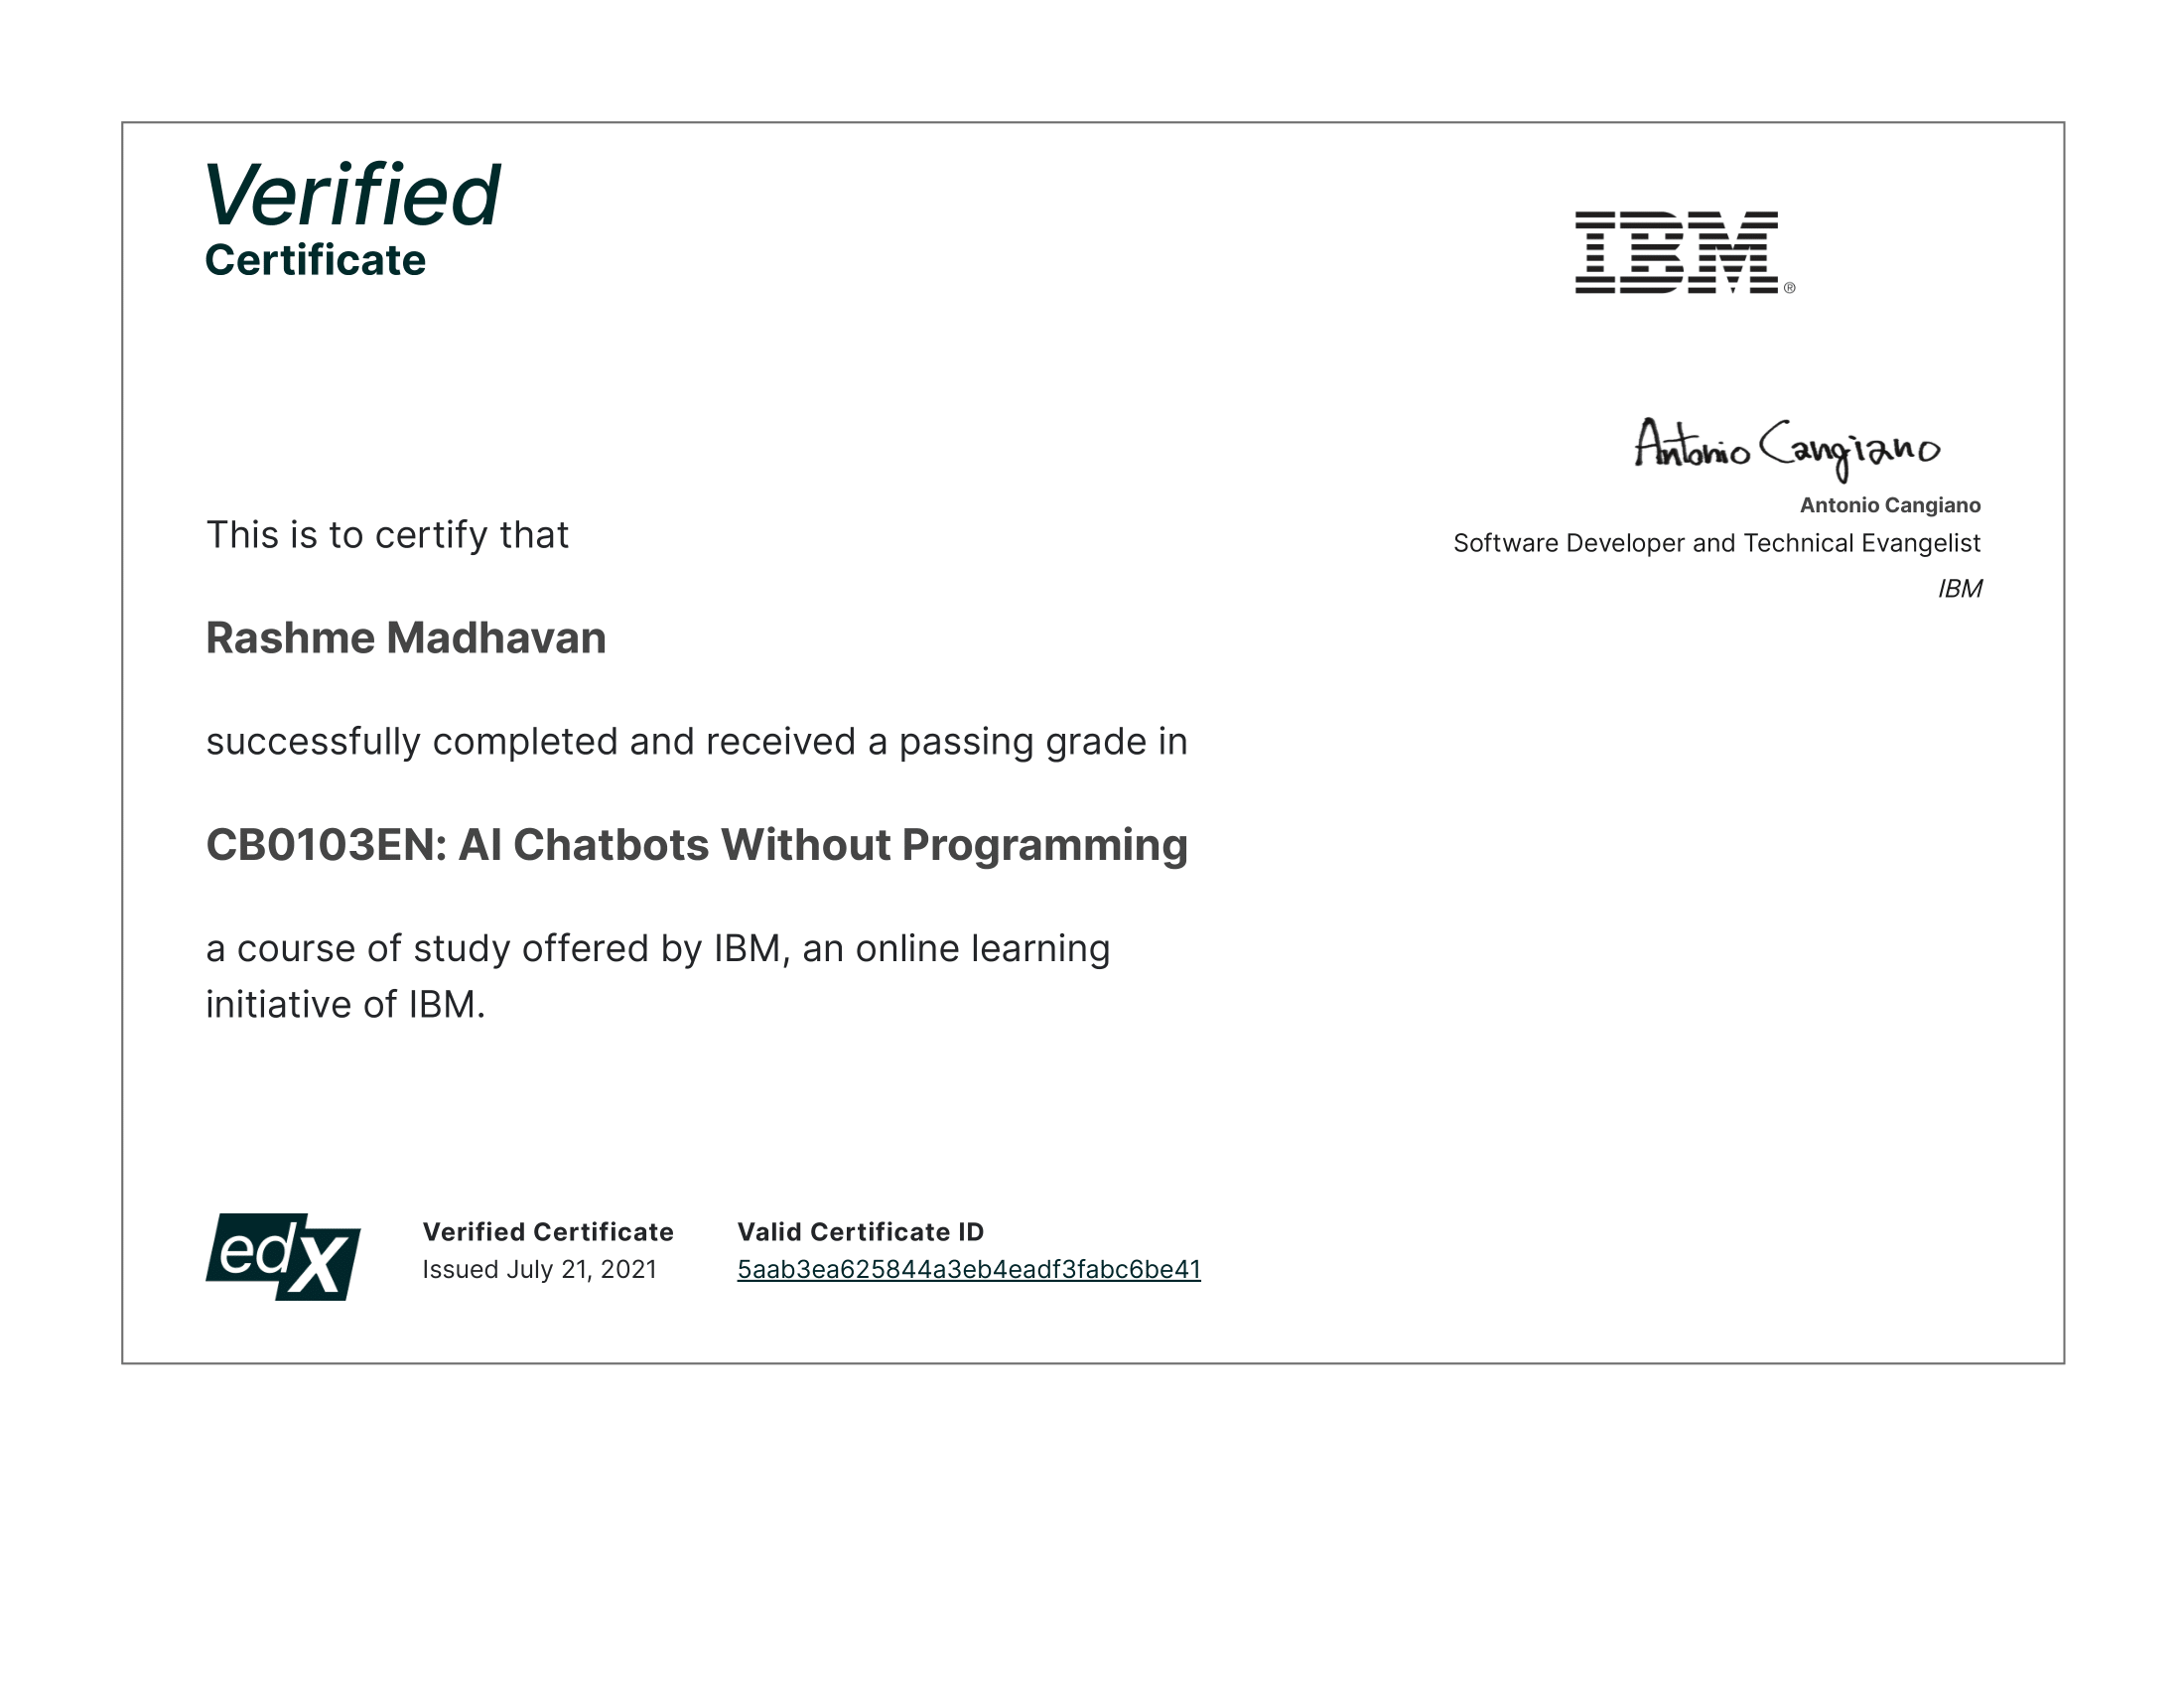 Verified
Certificate
IBM®
Antonio Cangiano
Antonio Cangiano
Software Developer and Technical Evangelist
IBM
This is to certify that
Rashme Madhavan
successfully completed and received a passing grade in
CB0103EN: AI Chatbots Without Programming
a course of study offered by IBM, an online learning
initiative of IBM.
edX
Verified Certificate
Issued July 21, 2021
Valid Certificate ID
5aab3ea625844a3eb4eadf3fabc6be41